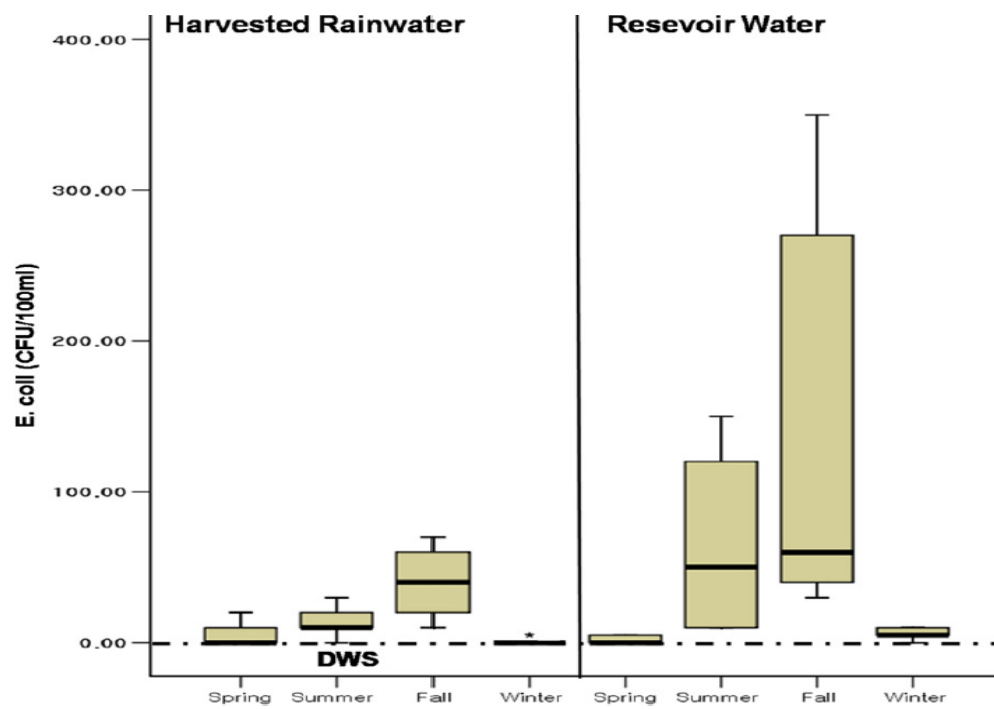 Harvested Rainwater
Resevoir Water
400.00
300.00
200.00
100.00
0.00
E. coll (CFU/100ml)
*
DWS
Spring Summer Fall Winter Spring Summer Fall Winter